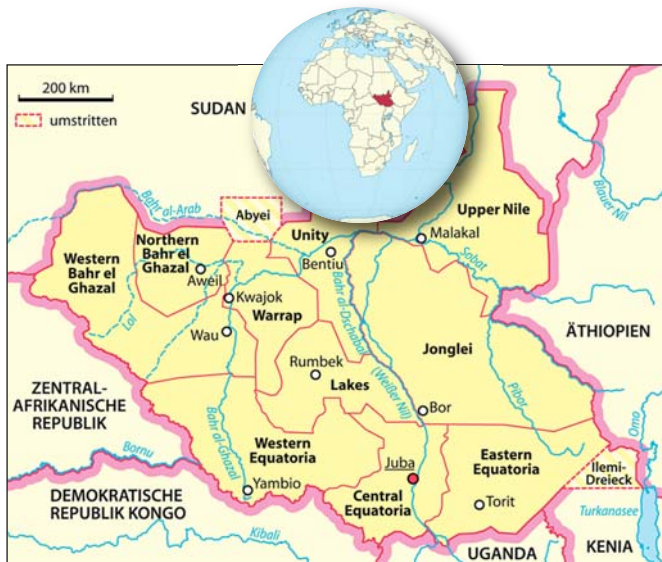 200 km
SUDAN
umstritten
Bahr al-Arab
Abyei
Blauer Nil
Upper Nile
Northern
Bahr el
Ghazal
Unity
Malakal
Western
Bahr el
Ghazal
Bentiu
Sobat
Aweil
Kwajok
Bahr al-Dschabal
Warrap
Lol
Wau
ÄTHIOPIEN
Jonglei
Rumbek
Lakes
(Weißer Nil)
Pibor
ZENTRAL-
AFRIKANISCHE
REPUBLIK
Bor
Omo
Bahr al-Ghazal
Western
Equatoria
Bornu
Juba
Eastern
Equatoria
Ilemi-
Dreieck
Yambio
DEMOKRATISCHE
REPUBLIK KONGO
Central
Equatoria
Torit
Turkanasee
Kibali
UGANDA
KENIA